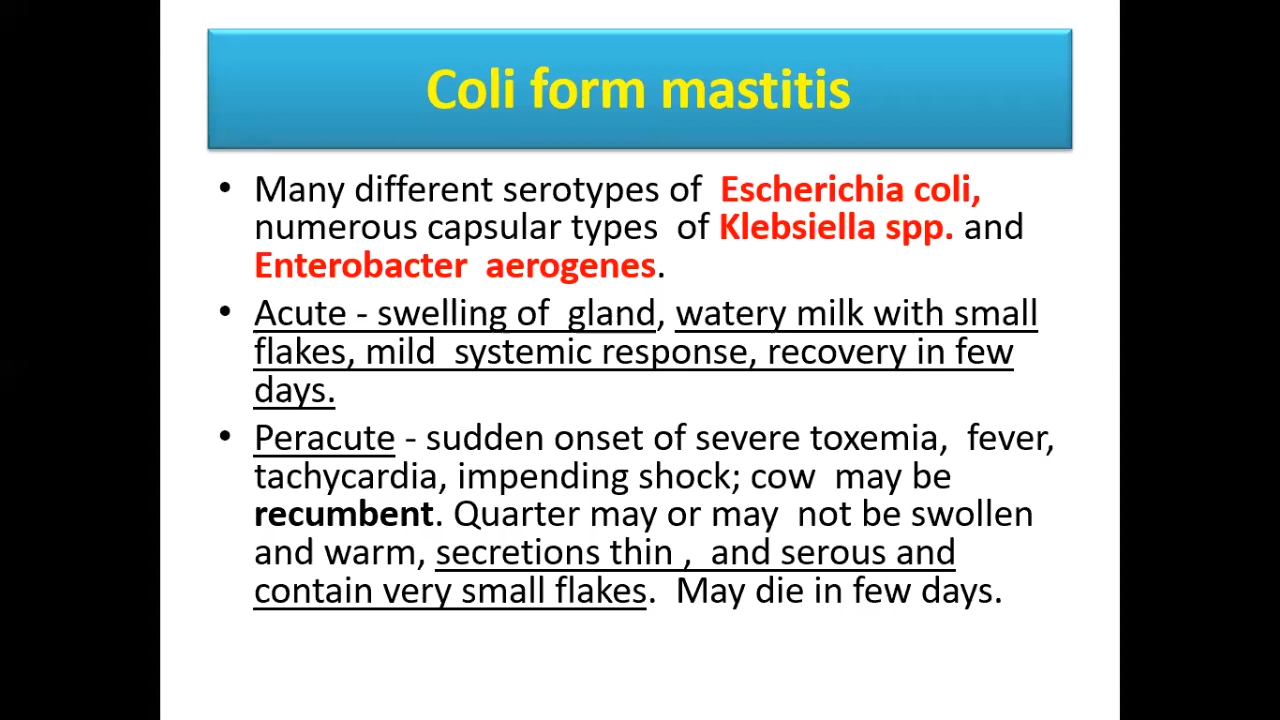 Coli form mastitis
• Many different serotypes of Escherichia coli,
numerous capsular types of Klebsiella spp. and
Enterobacter aerogenes.
• Acute - swelling of gland, watery milk with small
flakes, mild systemic response, recovery in few
days.
• Peracute - sudden onset of severe toxemia, fever,
tachycardia, impending shock; cow may be
recumbent. Quarter may or may not be swollen
and warm, secretions thin , and serous and
contain very small flakes. May die in few days.